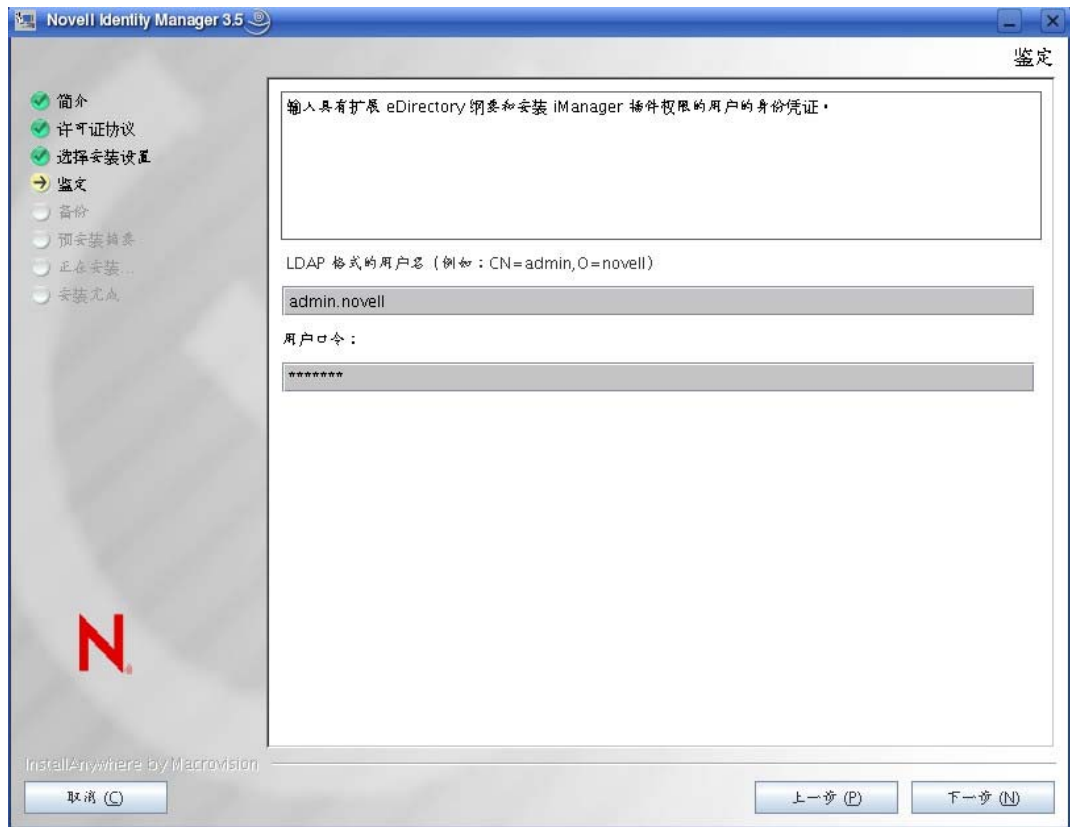 Novell Identity Manager 3.5
鉴定
简介
许可证协议
选择安装设置
鉴定
备份
预安装摘要
正在安装...
安装完成
输入具有扩展 eDirectory 纲要和安装 iManager 插件权限的用户的身份凭证。
LDAP 格式的用户名（例如：CN=admin,O=novell）
admin.novell
用户口令：
*******
N
InstallAnywhere by Macrovision
取消 (C)
上一步 (P)
下一步 (N)